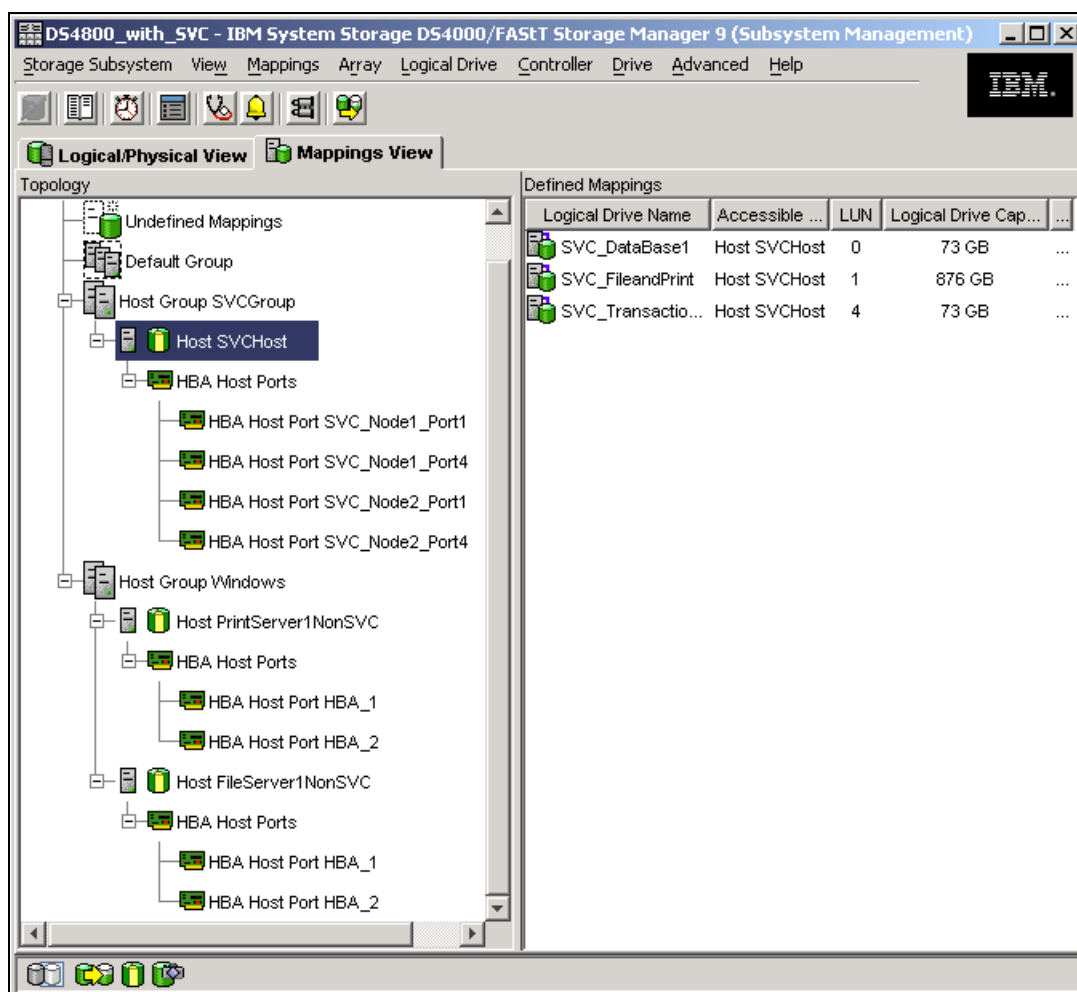 DS4800_with_SVC - IBM System Storage DS4000/FAStT Storage Manager 9 (Subsystem Management)
Storage Subsystem View Mappings Array Logical Drive Controller Drive Advanced Help
IBM.
Logical/Physical View Mappings View
Topology
Undefined Mappings
Default Group
Host Group SVCGroup
Host SVCHost
HBA Host Ports
HBA Host Port SVC_Node1_Port1
HBA Host Port SVC_Node1_Port4
HBA Host Port SVC_Node2_Port1
HBA Host Port SVC_Node2_Port4
Host Group Windows
Host PrintServer1NonSVC
HBA Host Ports
HBA Host Port HBA_1
HBA Host Port HBA_2
Host FileServer1NonSVC
HBA Host Ports
HBA Host Port HBA_1
HBA Host Port HBA_2
Defined Mappings
Logical Drive Name Accessible ... LUN Logical Drive Cap... ...
SVC_DataBase1 Host SVCHost 0 73 GB ...
SVC_FileandPrint Host SVCHost 1 876 GB ...
SVC_Transactio... Host SVCHost 4 73 GB ...